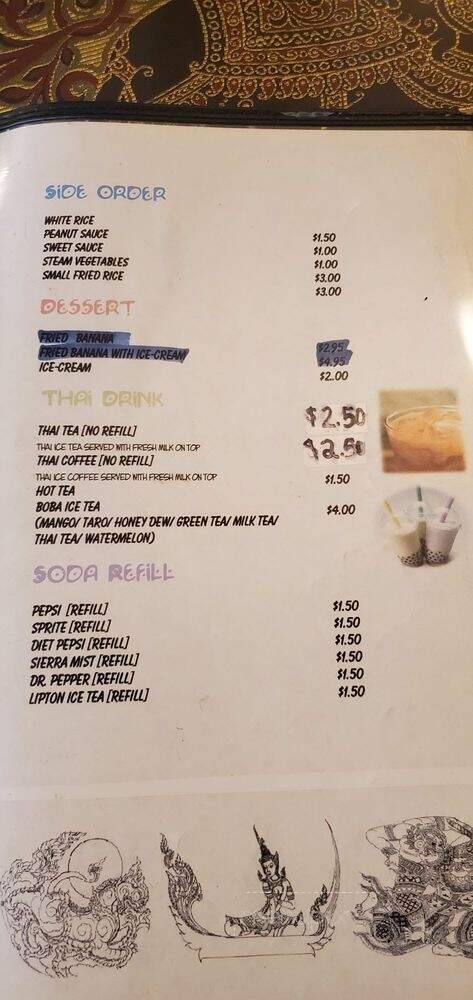 SIDE ORDER
WHITE RICE $1.50
PEANUT SAUCE $1.00
SWEET SAUCE $1.00
STEAM VEGETABLES $3.00
SMALL FRIED RICE $3.00
DESSERT
FRIED BANANA $2.95
FRIED BANANA WITH ICE-CREAM $4.95
ICE-CREAM $2.00
THAI DRINK
THAI TEA [NO REFILL] $2.50
THAI ICE TEA SERVED WITH FRESH MILK ON TOP
THAI COFFEE [NO REFILL] $2.50
THAI ICE COFFEE SERVED WITH FRESH MILK ON TOP
HOT TEA $1.50
BOBA ICE TEA $4.00
(MANGO/ TARO/ HONEY DEW/ GREEN TEA/ MILK TEA/
THAI TEA/ WATERMELON)
SODA REFILL
PEPSI [REFILL] $1.50
SPRITE [REFILL] $1.50
DIET PEPSI [REFILL] $1.50
SIERRA MIST [REFILL] $1.50
DR. PEPPER [REFILL] $1.50
LIPTON ICE TEA [REFILL] $1.50